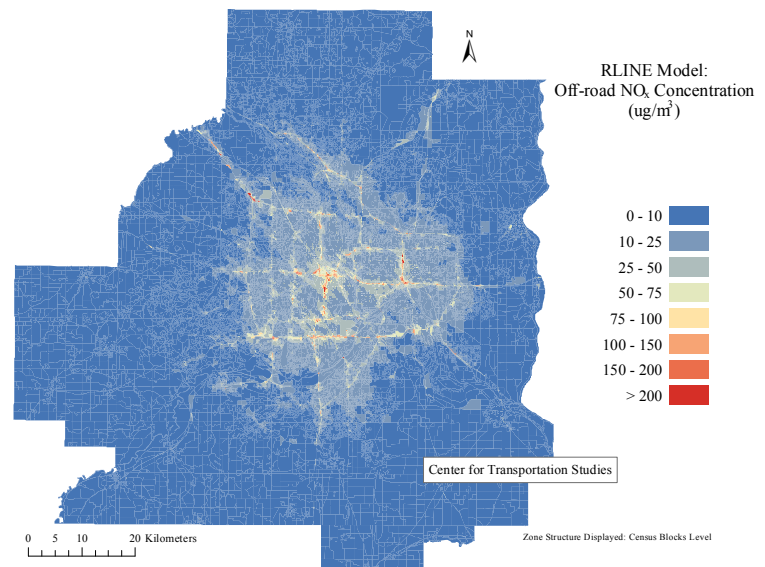 N
RLINE Model:
Off-road NOx Concentration
(ug/m3)
0 - 10
10 - 25
25 - 50
50 - 75
75 - 100
100 - 150
150 - 200
> 200
Center for Transportation Studies
0 5 10 20 Kilometers
Zone Structure Displayed: Census Blocks Level